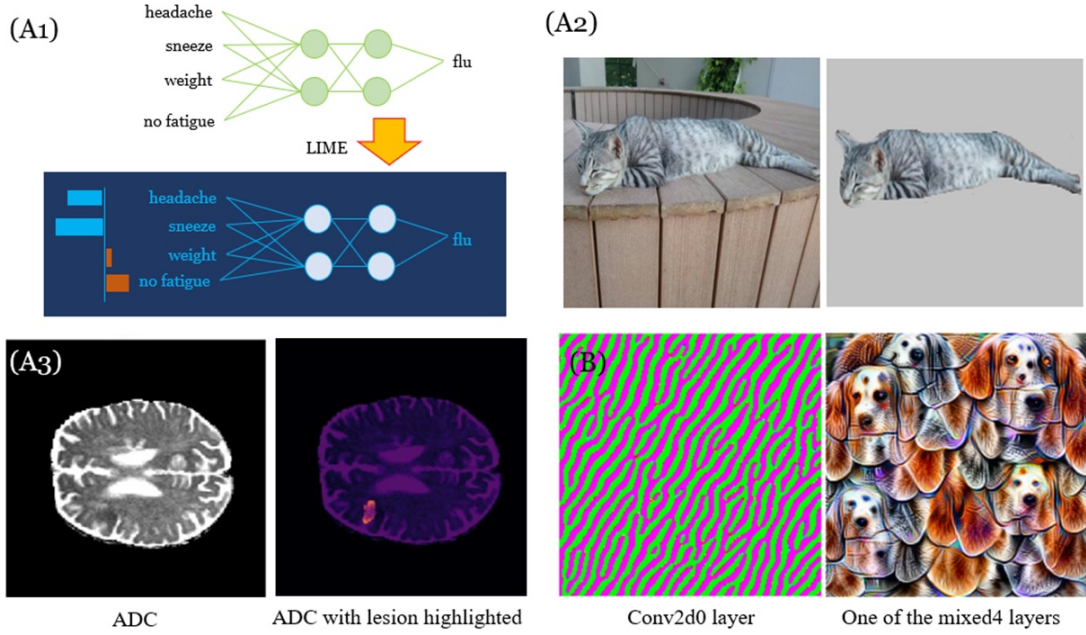 (A1)
headache
sneeze
weight
no fatigue
flu
LIME
headache
sneeze
weight
no fatigue
flu
(A2)
(A3)
ADC
ADC with lesion highlighted
(B)
Conv2d0 layer
One of the mixed4 layers